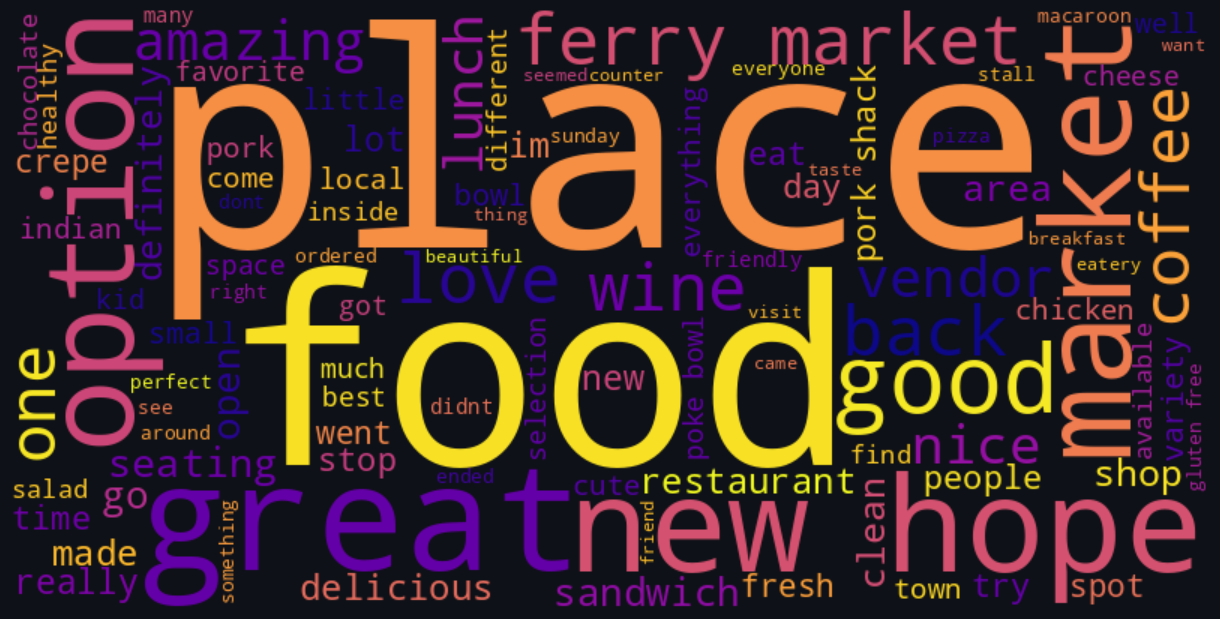 place
food
option
market
great
new
hope
ferry market
amazing
lunch
good
love
wine
vendor
back
coffee
nice
one
many
macaroon
well
want
chocolate
healthy
favorite
definitely
different
seemed
counter
everyone
stall
cheese
little
lot
pork
come
dont
local
inside
im
sunday
bowl
thing
everything
eat
taste
day
pork shack
pizza
area
crepe
indian
space
right
ordered
beautiful
friendly
breakfast
eatery
chicken
kid
small
open
got
visit
perfect
see
around
much
best
went
stop
didnt
selection
new
poke bowl
came
available
variety
gluten free
find
people
shop
seating
ended
cute
restaurant
salad
go
time
something
friend
clean
made
really
delicious
sandwich
fresh
town
try
spot